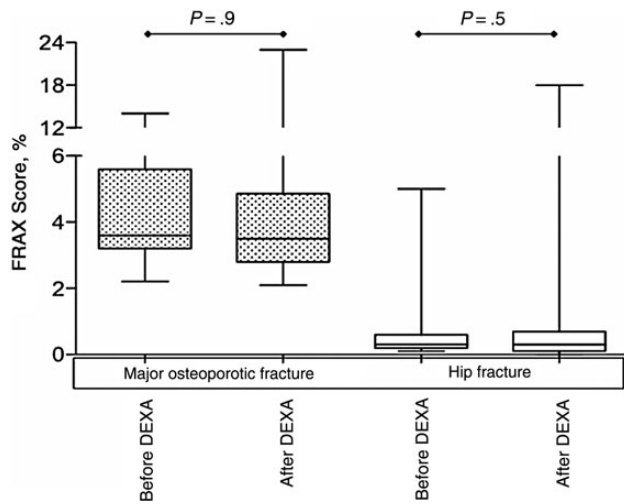 P = .9
P = .5
24
18
12
6
4
2
0
FRAX Score, %
Major osteoporotic fracture
Hip fracture
Before DEXA
After DEXA
Before DEXA
After DEXA